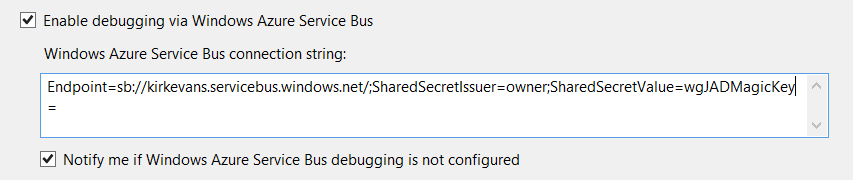 Enable debugging via Windows Azure Service Bus
Windows Azure Service Bus connection string:
Endpoint=sb://kirkevans.servicebus.windows.net/;SharedSecretIssuer=owner;SharedSecretValue=wgJADMagicKey
=
Notify me if Windows Azure Service Bus debugging is not configured